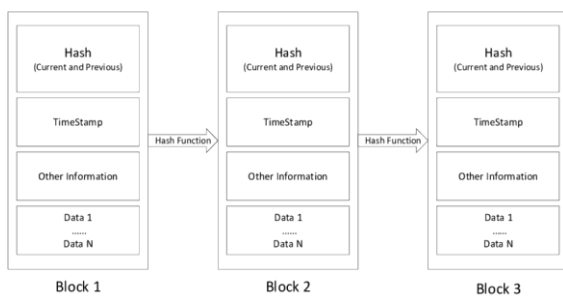 Hash
(Current and Previous)
TimeStamp
Other Information
Data 1
......
Data N
Block 1
Hash Function
Hash
(Current and Previous)
TimeStamp
Other Information
Data 1
......
Data N
Block 2
Hash Function
Hash
(Current and Previous)
TimeStamp
Other Information
Data 1
......
Data N
Block 3